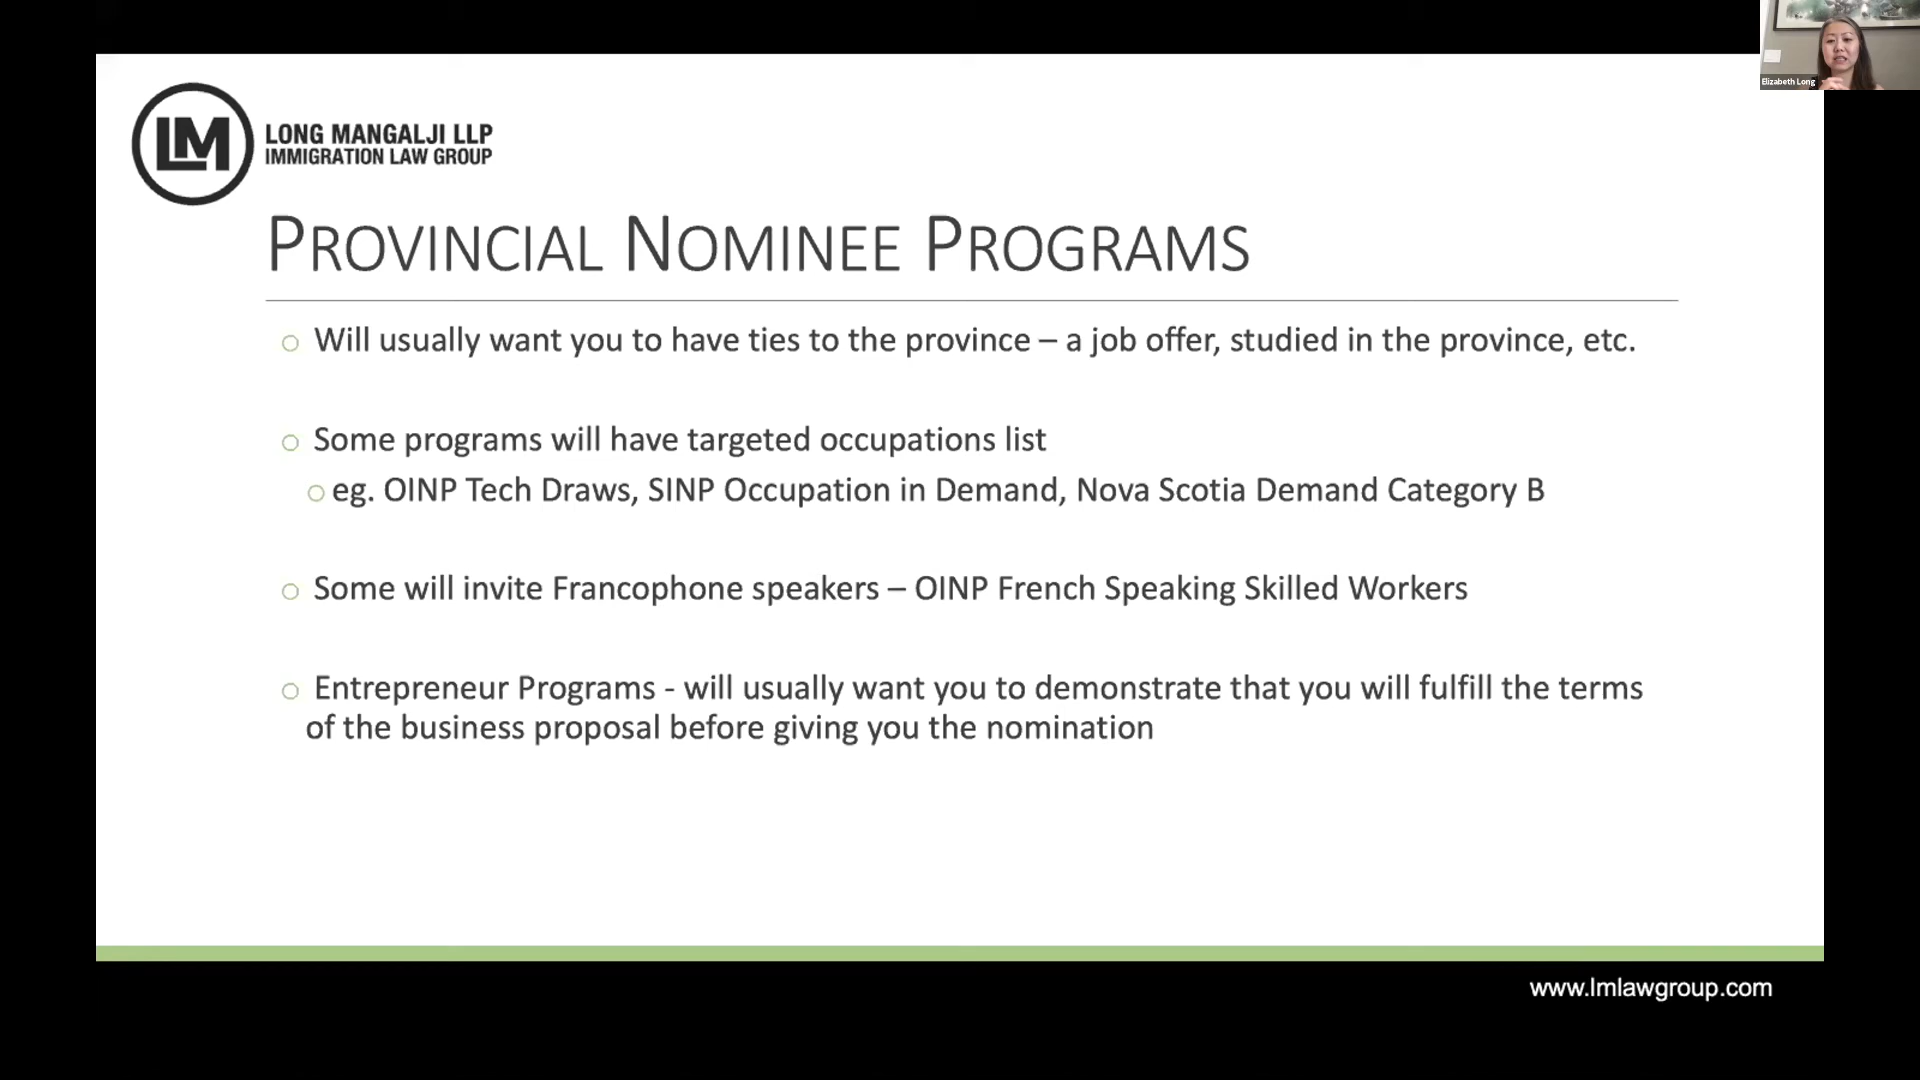 Elizabeth Long
LM
LONG MANGALJI LLP
IMMIGRATION LAW GROUP
PROVINCIAL NOMINEE PROGRAMS
Will usually want you to have ties to the province – a job offer, studied in the province, etc.
Some programs will have targeted occupations list
eg. OINP Tech Draws, SINP Occupation in Demand, Nova Scotia Demand Category B
Some will invite Francophone speakers – OINP French Speaking Skilled Workers
Entrepreneur Programs - will usually want you to demonstrate that you will fulfill the terms
of the business proposal before giving you the nomination
www.lmlawgroup.com